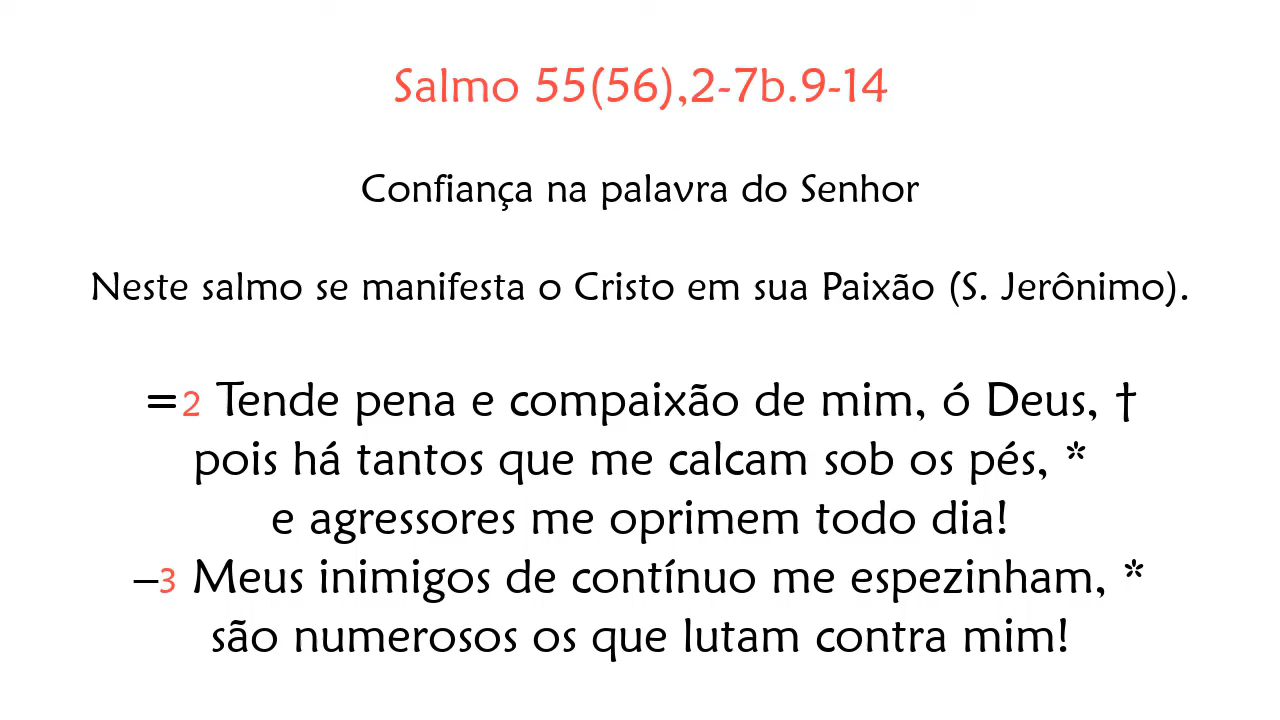 Salmo 55(56),2-7b.9-14
Confiança na palavra do Senhor
Neste salmo se manifesta o Cristo em sua Paixão (S. Jerônimo).
=2 Tende pena e compaixão de mim, ó Deus, †
pois há tantos que me calcam sob os pés, *
e agressores me oprimem todo dia!
–3 Meus inimigos de contínuo me espezinham, *
são numerosos os que lutam contra mim!